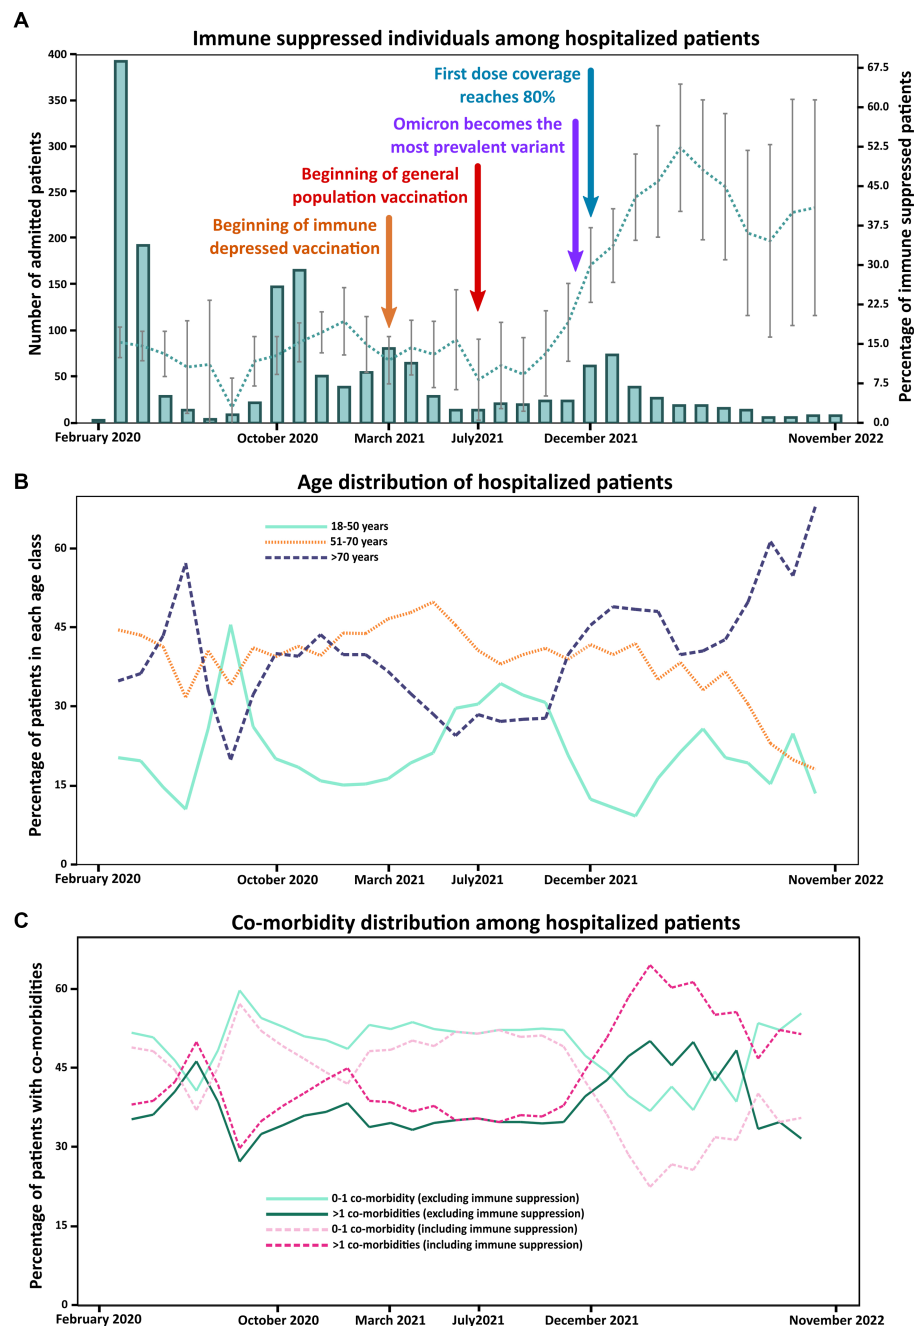 A
Immune suppressed individuals among hospitalized patients
Number of admitted patients
400
350
300
250
200
150
100
50
0
First dose coverage
reaches 80%
Omicron becomes the
most prevalent variant
Beginning of general
population vaccination
Beginning of immune
depressed vaccination
67.5
60.0
52.5
45.0
37.5
30.0
22.5
15.0
7.5
0.0
Percentage of immune suppressed patients
February 2020
October 2020
March 2021
July2021
December 2021
November 2022
B
Age distribution of hospitalized patients
Percentage of patients in each age class
60
45
30
15
0
18-50 years
51-70 years
>70 years
February 2020
October 2020
March 2021
July2021
December 2021
November 2022
C
Co-morbidity distribution among hospitalized patients
Percentage of patients with co-morbidities
60
45
30
15
0
0-1 co-morbidity (excluding immune suppression)
>1 co-morbidities (excluding immune suppression)
0-1 co-morbidity (including immune suppression)
>1 co-morbidities (including immune suppression)
February 2020
October 2020
March 2021
July2021
December 2021
November 2022